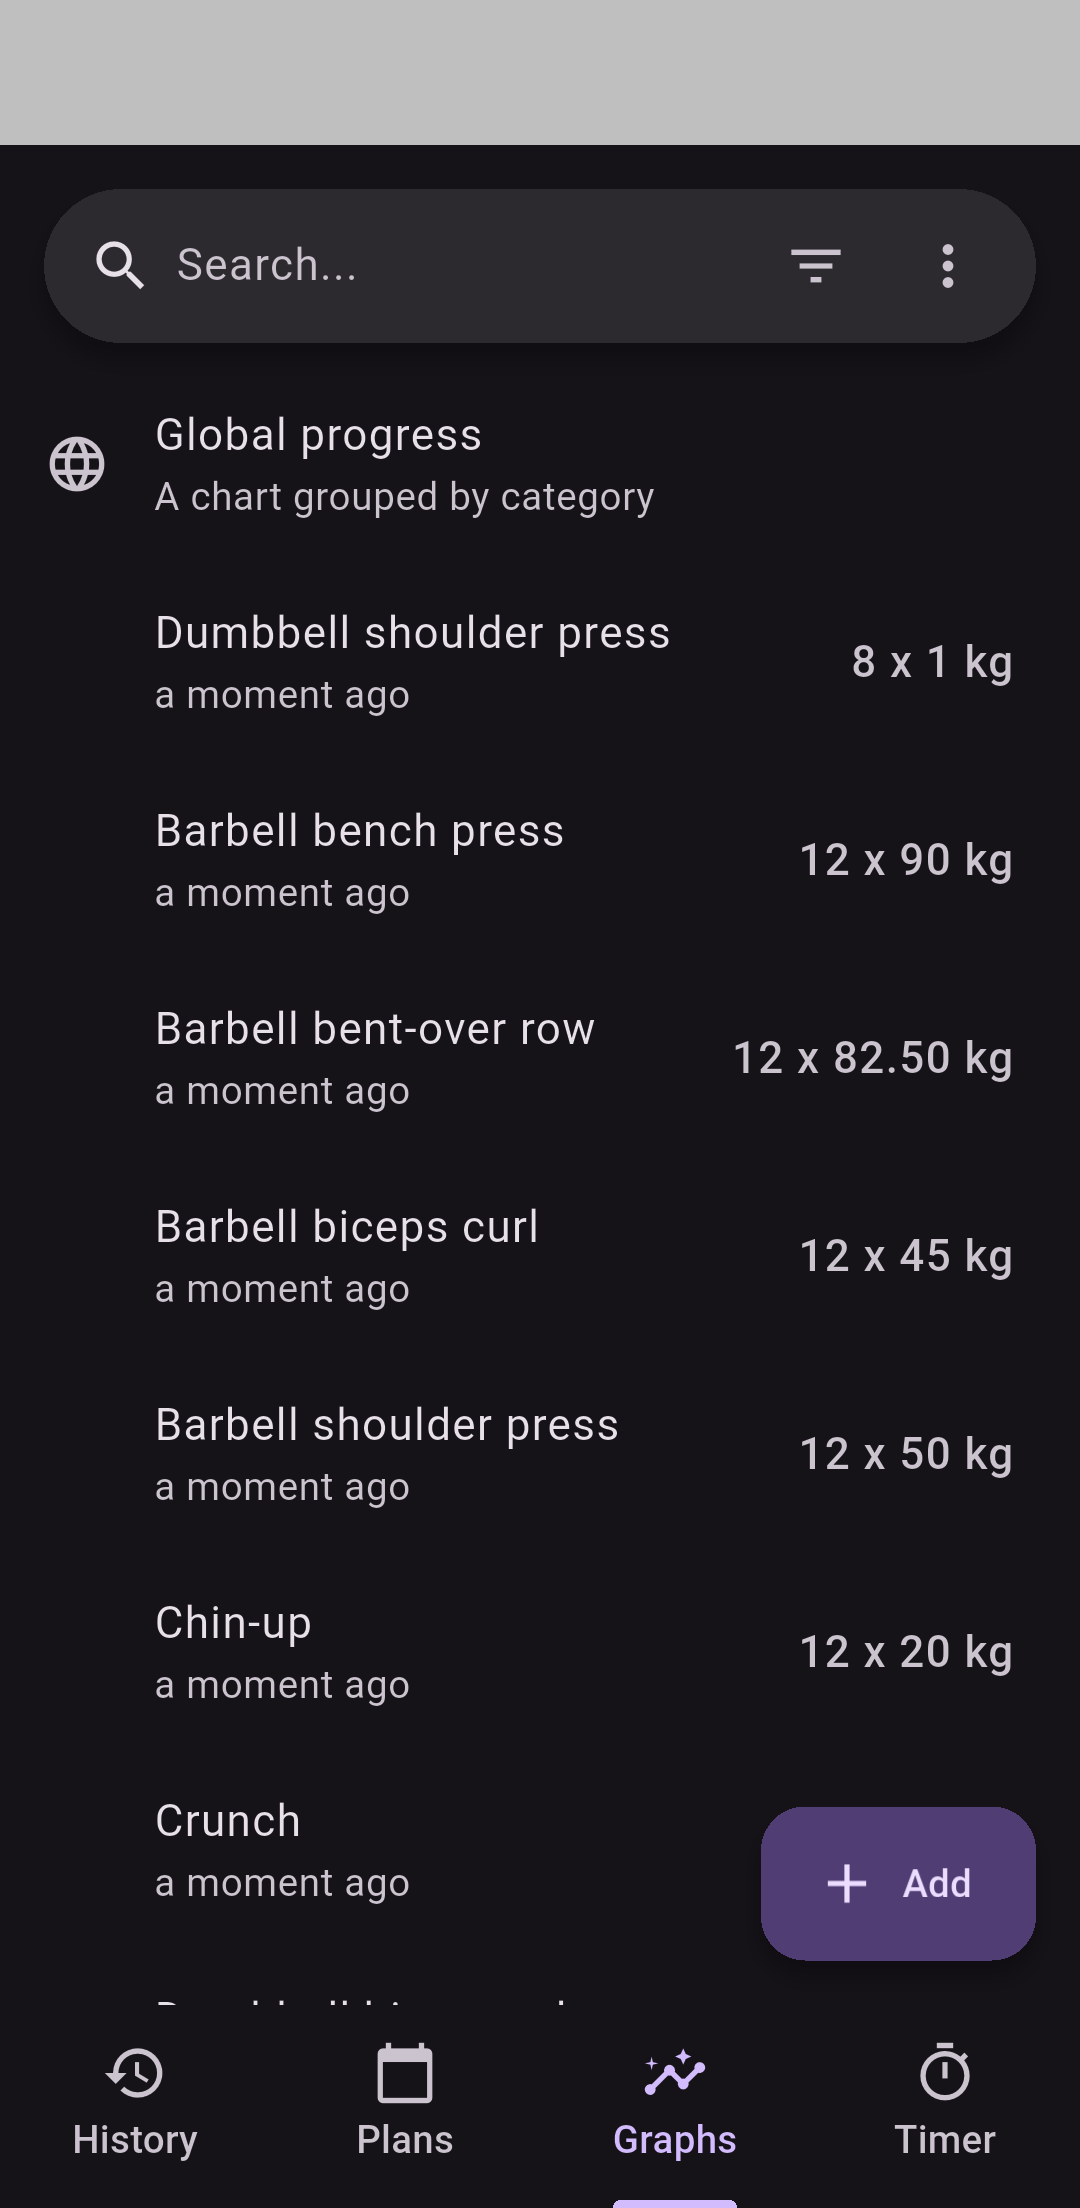 Search...
Global progress
A chart grouped by category
Dumbbell shoulder press
a moment ago
8 x 1 kg
Barbell bench press
a moment ago
12 x 90 kg
Barbell bent-over row
a moment ago
12 x 82.50 kg
Barbell biceps curl
a moment ago
12 x 45 kg
Barbell shoulder press
a moment ago
12 x 50 kg
Chin-up
a moment ago
12 x 20 kg
Crunch
a moment ago
Add
History
Plans
Graphs
Timer